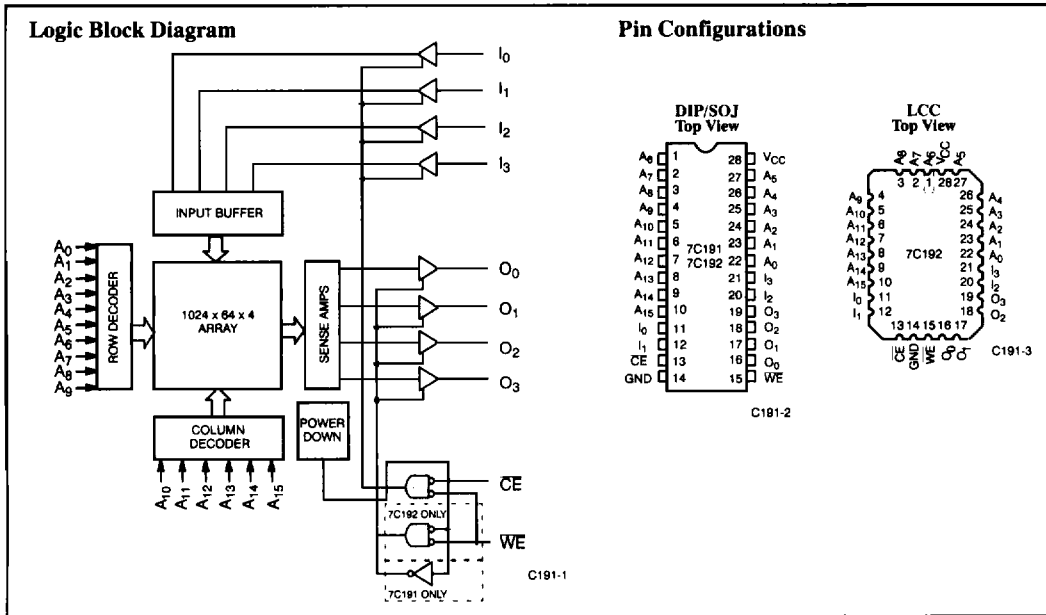 Logic Block Diagram
I0
I1
I2
I3
INPUT BUFFER
A0
A1
A2
A3
A4
A5
A6
A7
A8
A9
ROW DECODER
1024 x 64 x 4
ARRAY
SENSE AMPS
O0
O1
O2
O3
COLUMN
DECODER
POWER
DOWN
A10
A11
A12
A13
A14
A15
CE
7C192 ONLY
WE
7C191 ONLY
C191-1
Pin Configurations
DIP/SOJ
Top View
A6 1 28 VCC
A7 2 27 A5
A8 3 26 A4
A9 4 25 A3
A10 5 24 A2
A11 6 7C191 23 A1
A12 7 7C192 22 A0
A13 8 21 I3
A14 9 20 I2
A15 10 19 O3
I0 11 18 O2
I1 12 17 O1
CE 13 16 O0
GND 14 15 WE
C191-2
LCC
Top View
A8 A7 A6 VCC A5
3 2 1 28 27
A9 4 26 A4
A10 5 25 A3
A11 6 24 A2
A12 7 23 A1
A13 8 7C192 22 A0
A14 9 21 I3
A15 10 20 I2
I0 11 19 O3
I1 12 18 O2
13 14 15 16 17
CE GND WE O0 O1
C191-3